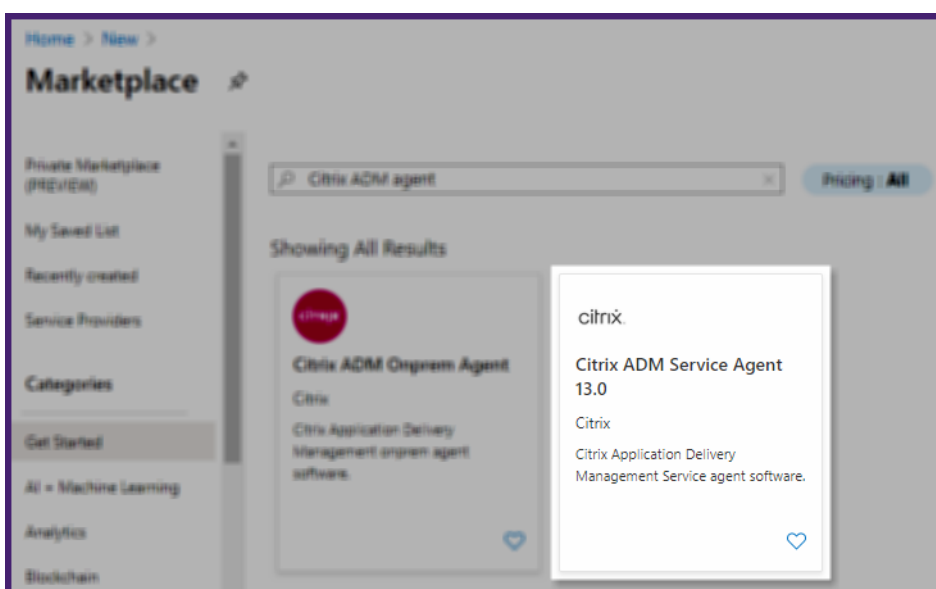 Home > New >
Marketplace
Private Marketplace
(PREVIEW)
My Saved List
Recently created
Service Providers
Categories
Get Started
AI + Machine Learning
Analytics
Blockchain
Citrix ADM agent
Pricing : All
Showing All Results
citrix
Citrix ADM Onprem Agent
Citrix
Citrix Application Delivery
Management onprem agent
software.
citrix.
Citrix ADM Service Agent
13.0
Citrix
Citrix Application Delivery
Management Service agent software.